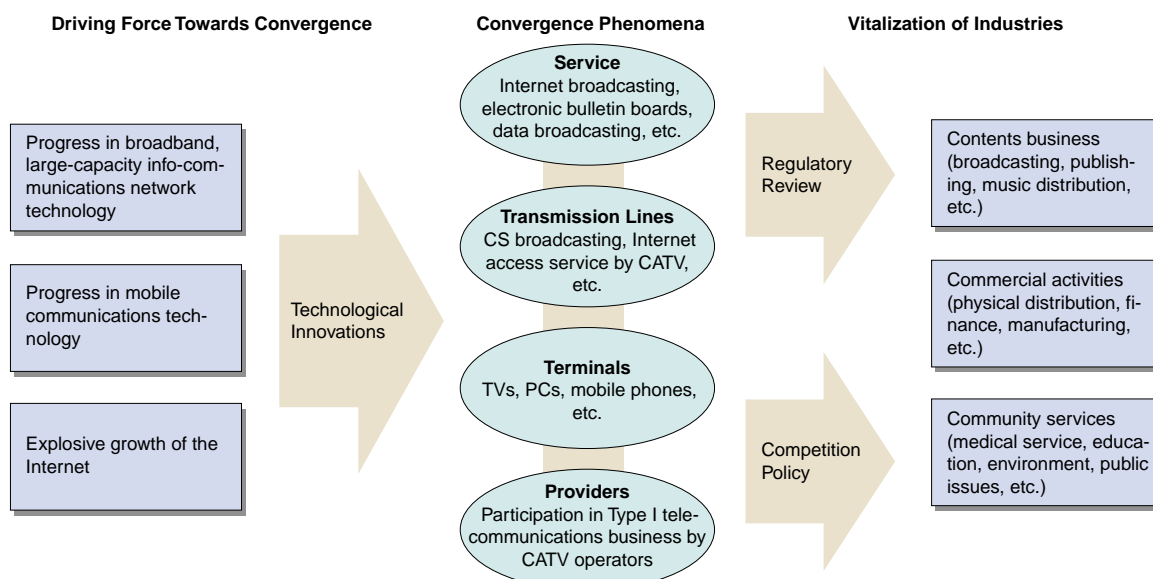 Driving Force Towards Convergence
Convergence Phenomena
Vitalization of Industries
Progress in broadband,
large-capacity info-com-
munications network
technology
Progress in mobile
communications tech-
nology
Explosive growth of the
Internet
Technological
Innovations
Service
Internet broadcasting,
electronic bulletin boards,
data broadcasting, etc.
Transmission Lines
CS broadcasting, Internet
access service by CATV,
etc.
Terminals
TVs, PCs, mobile phones,
etc.
Providers
Participation in Type I tele-
communications business by
CATV operators
Regulatory
Review
Competition
Policy
Contents business
(broadcasting, publish-
ing, music distribution,
etc.)
Commercial activities
(physical distribution, fi-
nance, manufacturing,
etc.)
Community services
(medical service, educa-
tion, environment, public
issues, etc.)